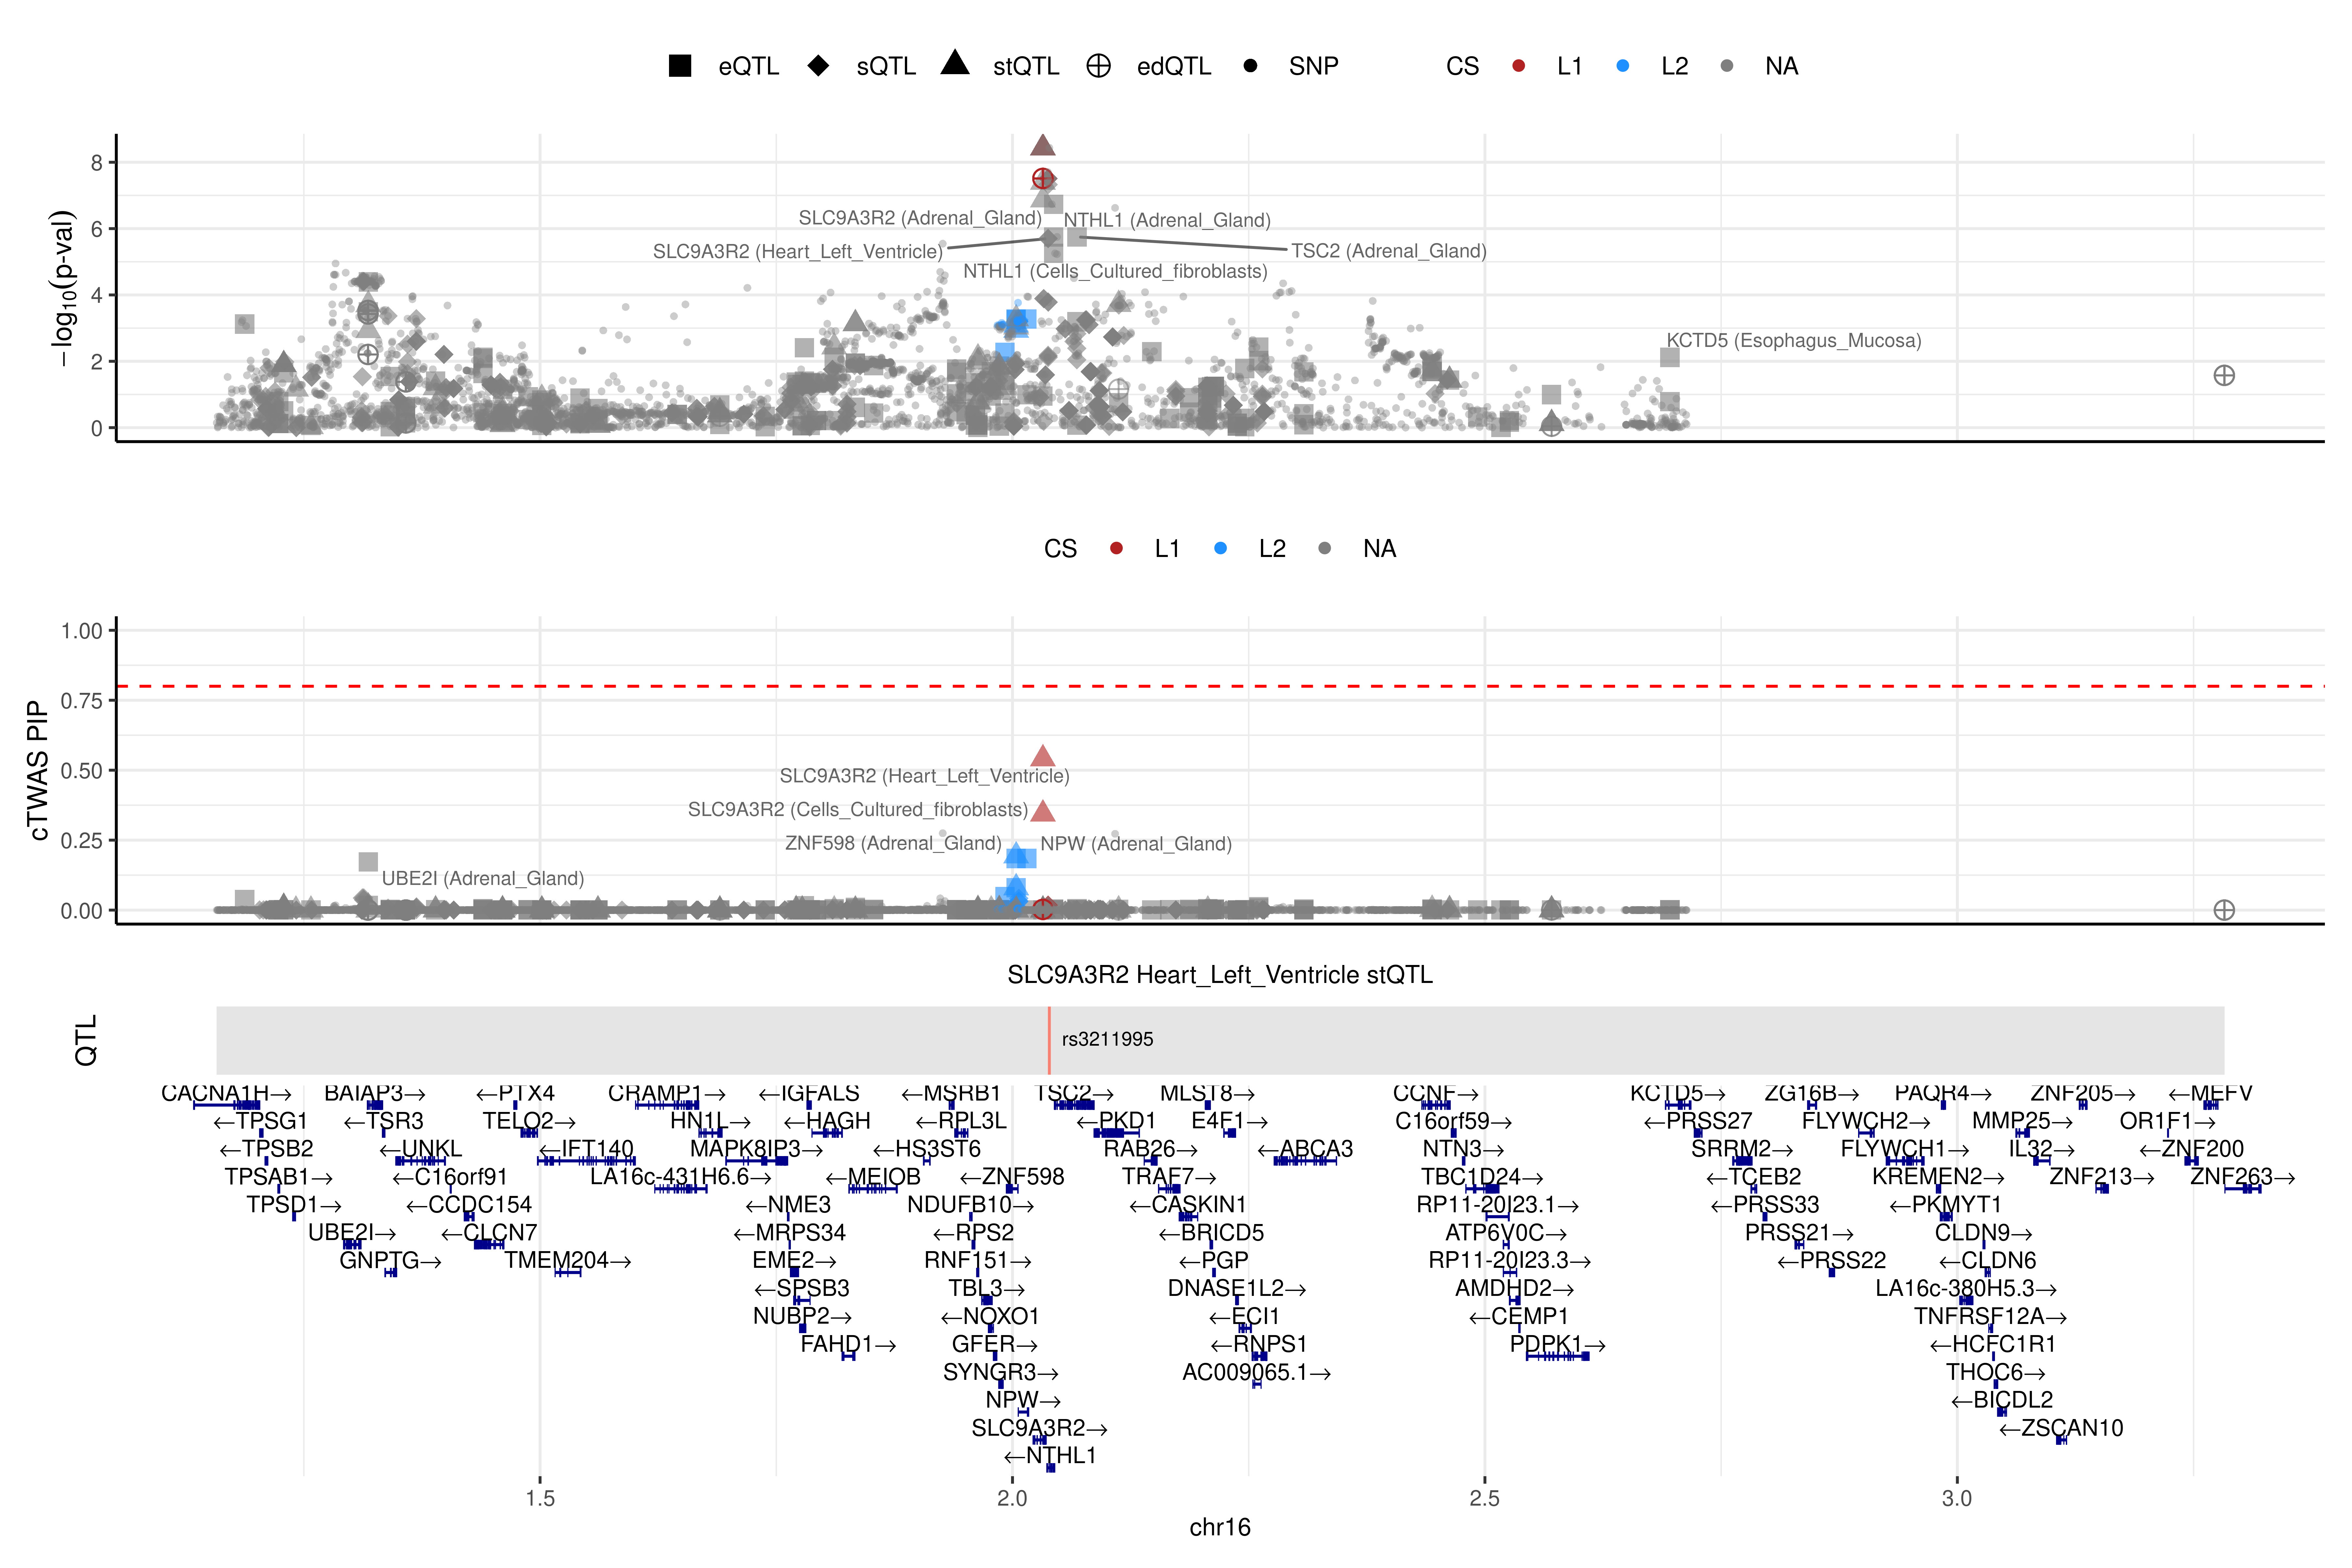 eQTL sQTL stQTL edQTL SNP CS L1 L2 NA
−log10(p-val)
8
6
4
2
0
SLC9A3R2 (Adrenal_Gland) NTHL1 (Adrenal_Gland)
SLC9A3R2 (Heart_Left_Ventricle) TSC2 (Adrenal_Gland)
NTHL1 (Cells_Cultured_fibroblasts)
KCTD5 (Esophagus_Mucosa)
CS L1 L2 NA
cTWAS PIP
1.00
0.75
0.50
0.25
0.00
SLC9A3R2 (Heart_Left_Ventricle)
SLC9A3R2 (Cells_Cultured_fibroblasts)
ZNF598 (Adrenal_Gland) NPW (Adrenal_Gland)
UBE2I (Adrenal_Gland)
SLC9A3R2 Heart_Left_Ventricle stQTL
QTL
rs3211995
CACNA1H→ BAIAP3→ ←PTX4 CRAMP1→ ←IGFALS ←MSRB1 TSC2→ MLST8→ CCNF→ KCTD5→ ZG16B→ PAQR4→ ZNF205→ ←MEFV
←TPSG1 ←TSR3 TELO2→ HN1L→ ←HAGH ←RPL3L ←PKD1 E4F1→ C16orf59→ ←PRSS27 FLYWCH2→ MMP25→ OR1F1→
←TPSB2 ←UNKL ←IFT140 MAPK8IP3→ ←HS3ST6 RAB26→ ←ABCA3 NTN3→ SRRM2→ FLYWCH1→ IL32→ ←ZNF200
TPSAB1→ ←C16orf91 LA16c-431H6.6→ ←MEIOB ←ZNF598 TRAF7→ TBC1D24→ ←TCEB2 KREMEN2→ ZNF213→ ZNF263→
TPSD1→ ←CCDC154 ←NME3 NDUFB10→ ←CASKIN1 RP11-20I23.1→ ←PRSS33 ←PKMYT1
UBE2I→ ←CLCN7 ←MRPS34 ←RPS2 ←BRICD5 ATP6V0C→ PRSS21→ CLDN9→
GNPTG→ TMEM204→ EME2→ RNF151→ ←PGP RP11-20I23.3→ ←PRSS22 ←CLDN6
←SPSB3 TBL3→ DNASE1L2→ AMDHD2→ LA16c-380H5.3→
NUBP2→ ←NOXO1 ←ECI1 ←CEMP1 TNFRSF12A→
FAHD1→ GFER→ ←RNPS1 PDPK1→ ←HCFC1R1
SYNGR3→ AC009065.1→ THOC6→
NPW→ ←BICDL2
SLC9A3R2→ ←ZSCAN10
←NTHL1
1.5 2.0 2.5 3.0
chr16